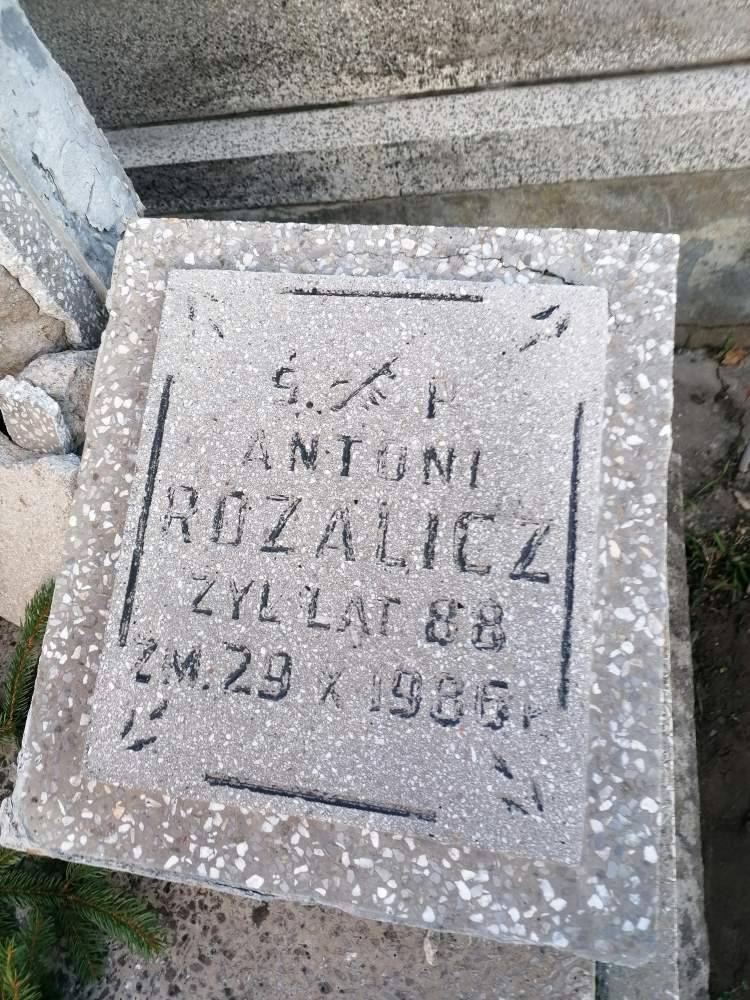 Ś. P
ANTONI
ROZALICZ
ŻYŁ LAT 88
ZM. 29 X 1986 r